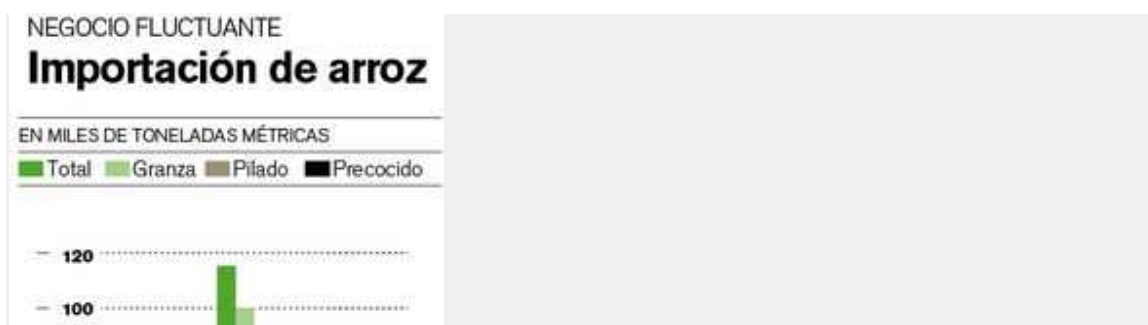 NEGOCIO FLUCTUANTE
Importación de arroz
EN MILES DE TONELADAS MÉTRICAS
Total Granza Pilado Precocido
120
100